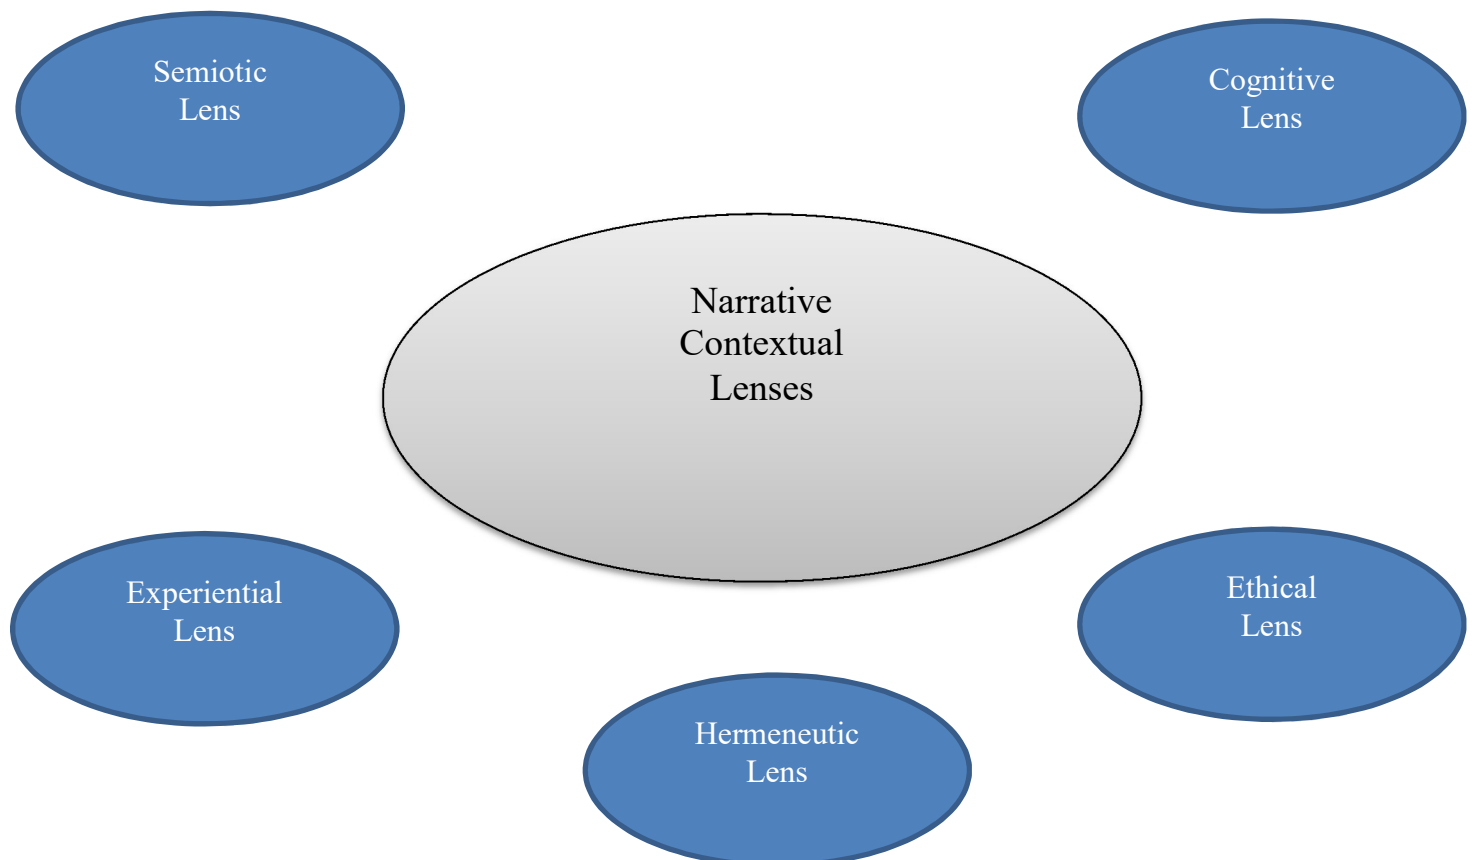 Semiotic
Lens
Cognitive
Lens
Narrative
Contextual
Lenses
Experiential
Lens
Ethical
Lens
Hermeneutic
Lens